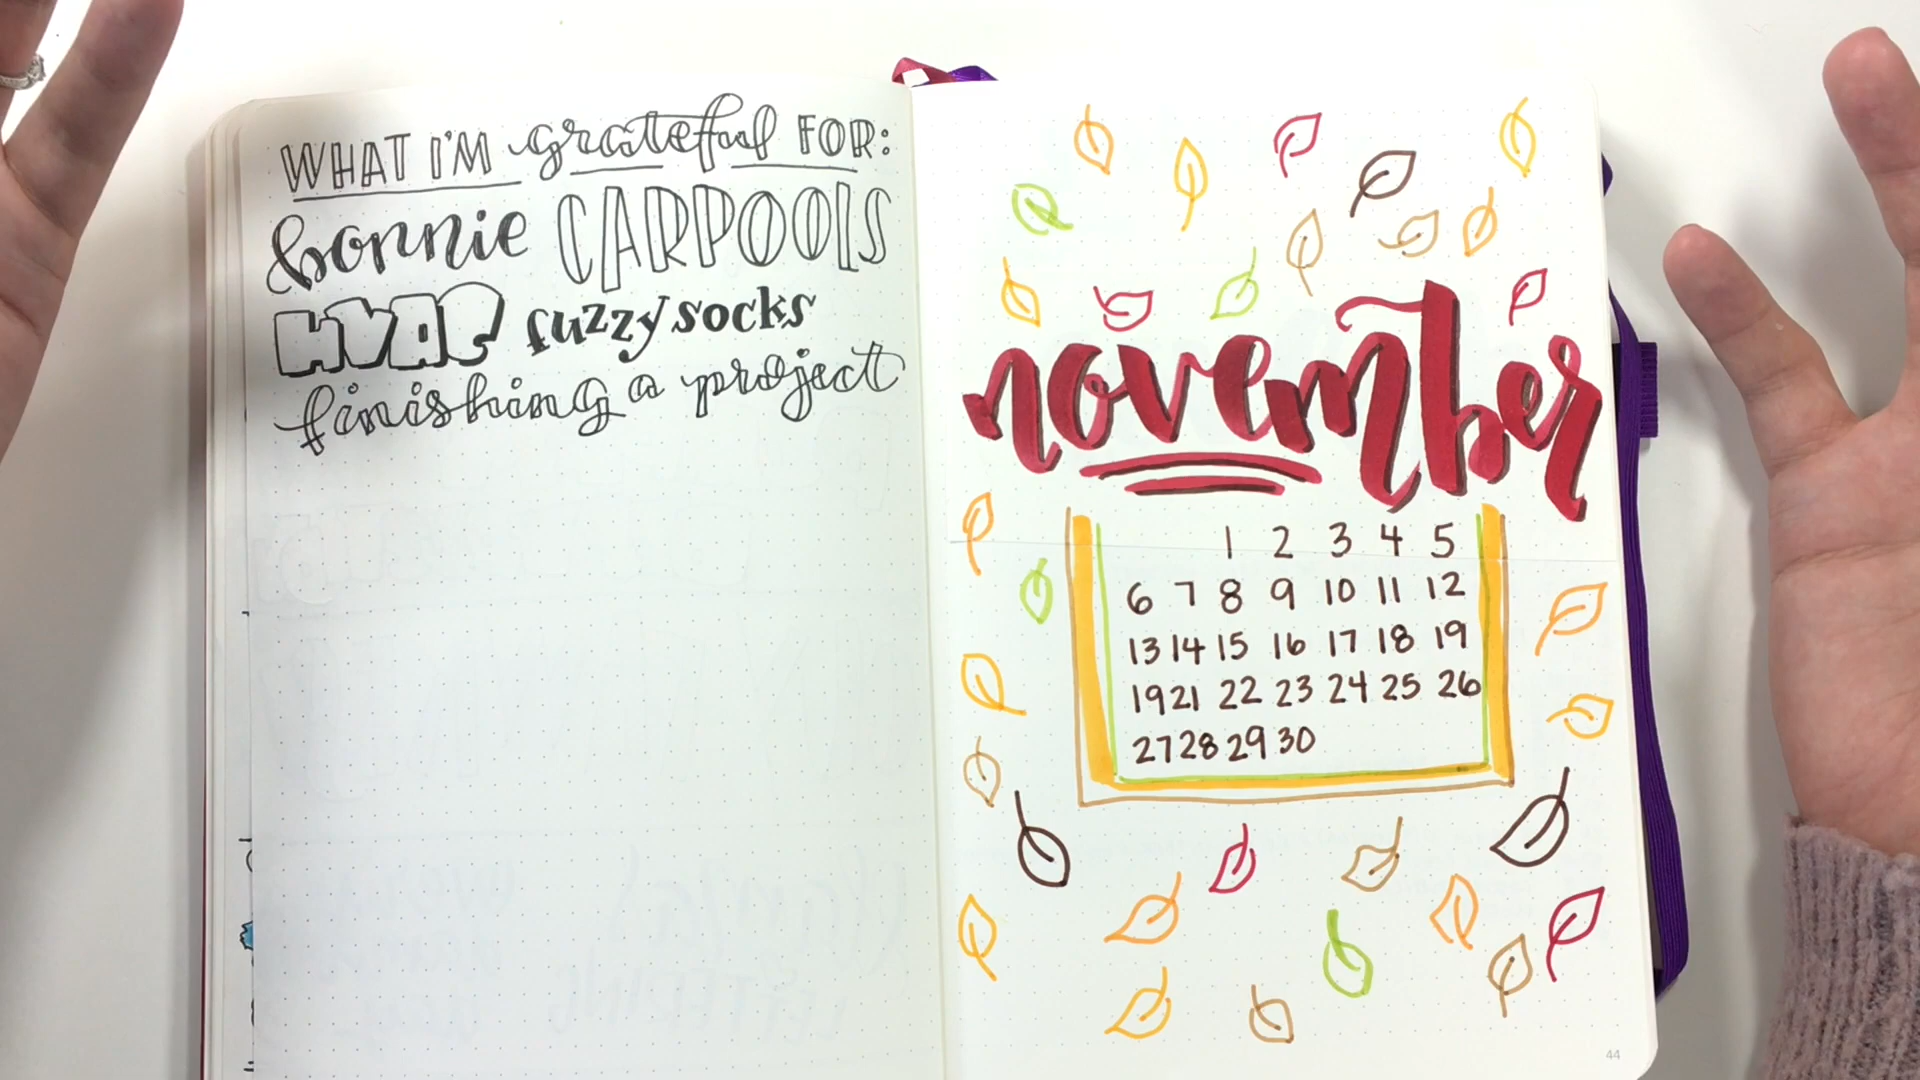 WHAT I'M grateful FOR:
bonnie CARPOOLS
HVAC fuzzy socks
finishing a project
november
1 2 3 4 5
6 7 8 9 10 11 12
13 14 15 16 17 18 19
19 21 22 23 24 25 26
27 28 29 30
44